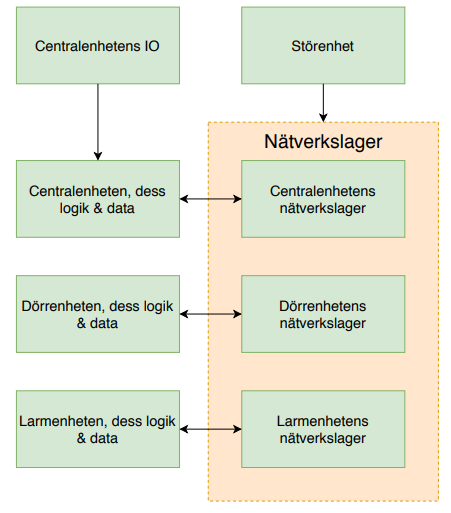 Centralenhetens IO
Störenhet
Nätverkslager
Centralenheten, dess
logik & data
Centralenhetens
nätverkslager
Dörrenheten, dess logik
& data
Dörrenhetens
nätverkslager
Larmenheten, dess logik
& data
Larmenhetens
nätverkslager